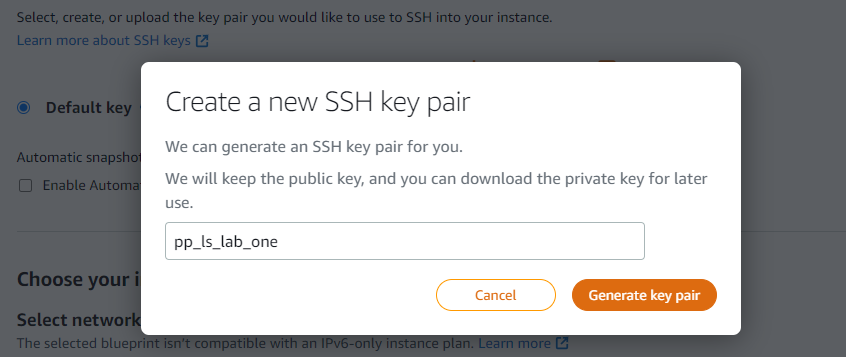 Select, create, or upload the key pair you would like to use to SSH into your instance.
Learn more about SSH keys
Create a new SSH key pair
We can generate an SSH key pair for you.
We will keep the public key, and you can download the private key for later
use.
pp_ls_lab_one
Cancel
Generate key pair
Default key
Automatic snapshot
Enable Automa
Choose your i
Select network
The selected blueprint isn't compatible with an IPv6-only instance plan. Learn more